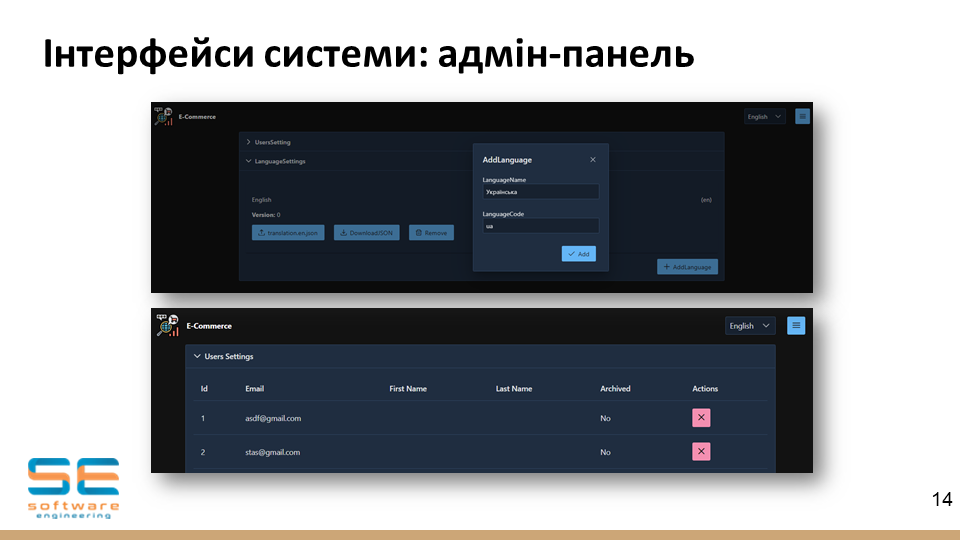 Інтерфейси системи: адмін-панель
E-Commerce
English
UsersSetting
LanguageSettings
English
(en)
Version: 0
translation.en.json
DownloadJSON
Remove
AddLanguage
AddLanguage
LanguageName
Українська
LanguageCode
ua
Add
E-Commerce
English
Users Settings
Id Email First Name Last Name Archived Actions
1 asdf@gmail.com No
2 stas@gmail.com No
SE
software
engineering
14